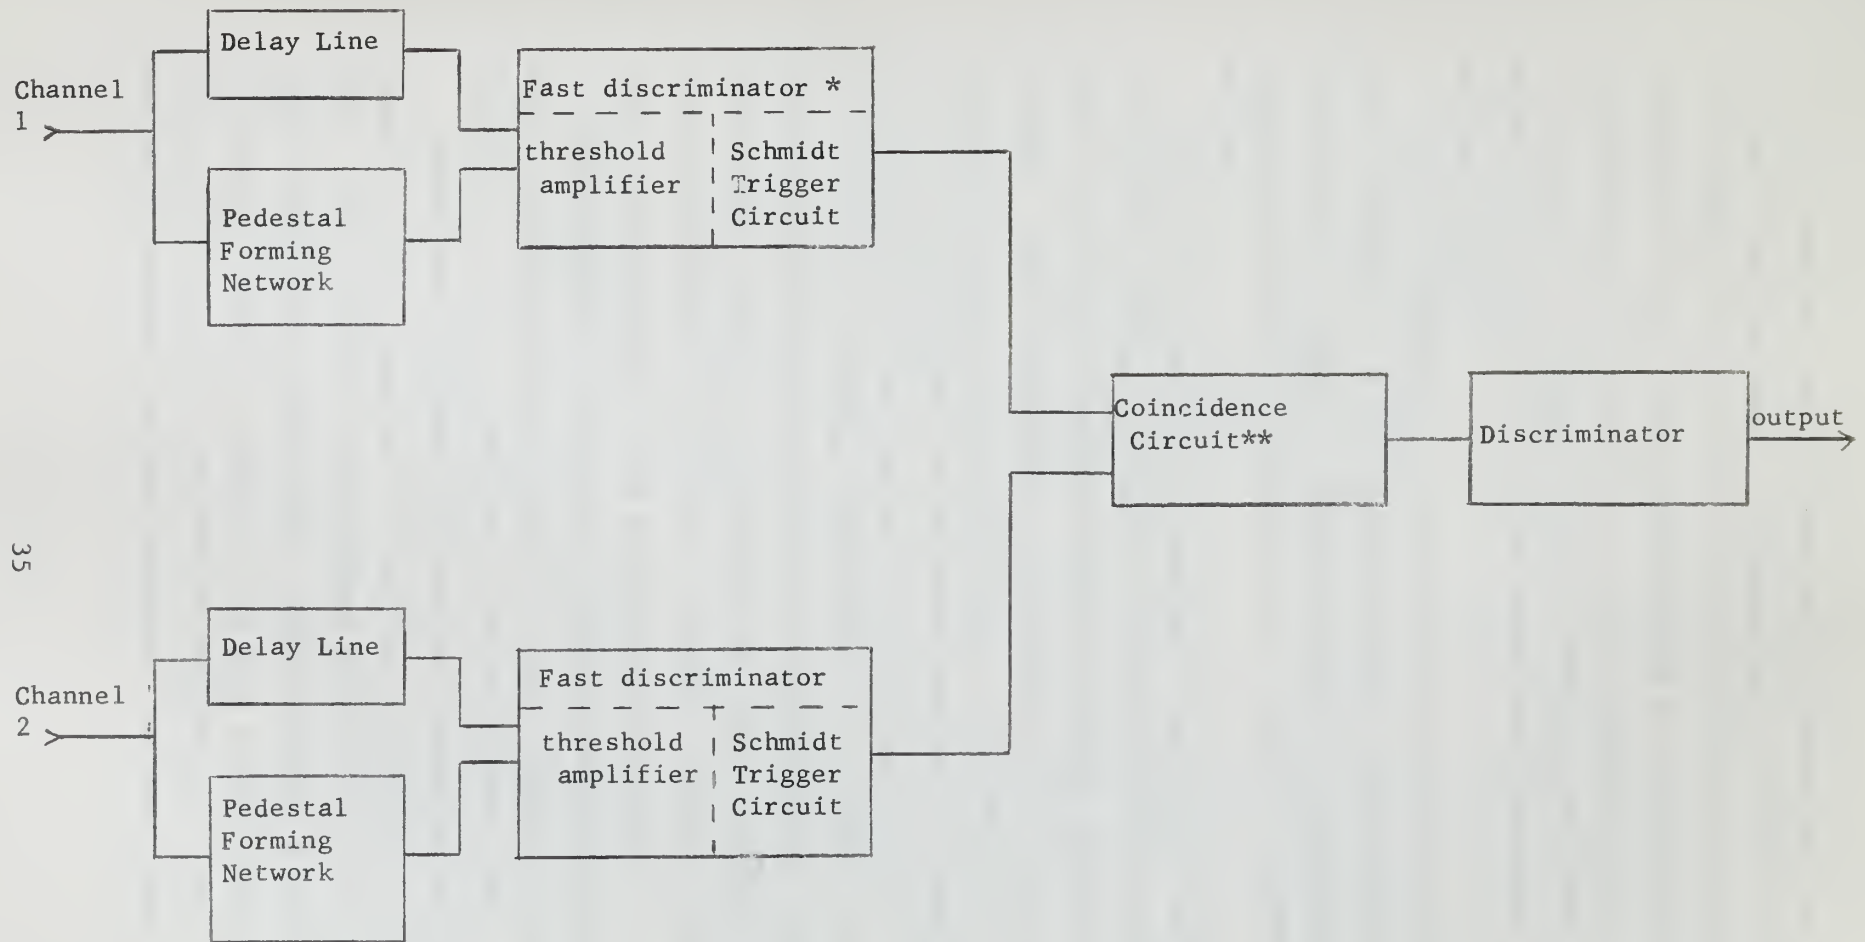 Delay Line
Channel
1
Fast discriminator *
threshold
amplifier
Schmidt
Trigger
Circuit
Pedestal
Forming
Network
Coincidence
Circuit**
Discriminator
output
35
Delay Line
Channel
2
Fast discriminator
threshold
amplifier
Schmidt
Trigger
Circuit
Pedestal
Forming
Network